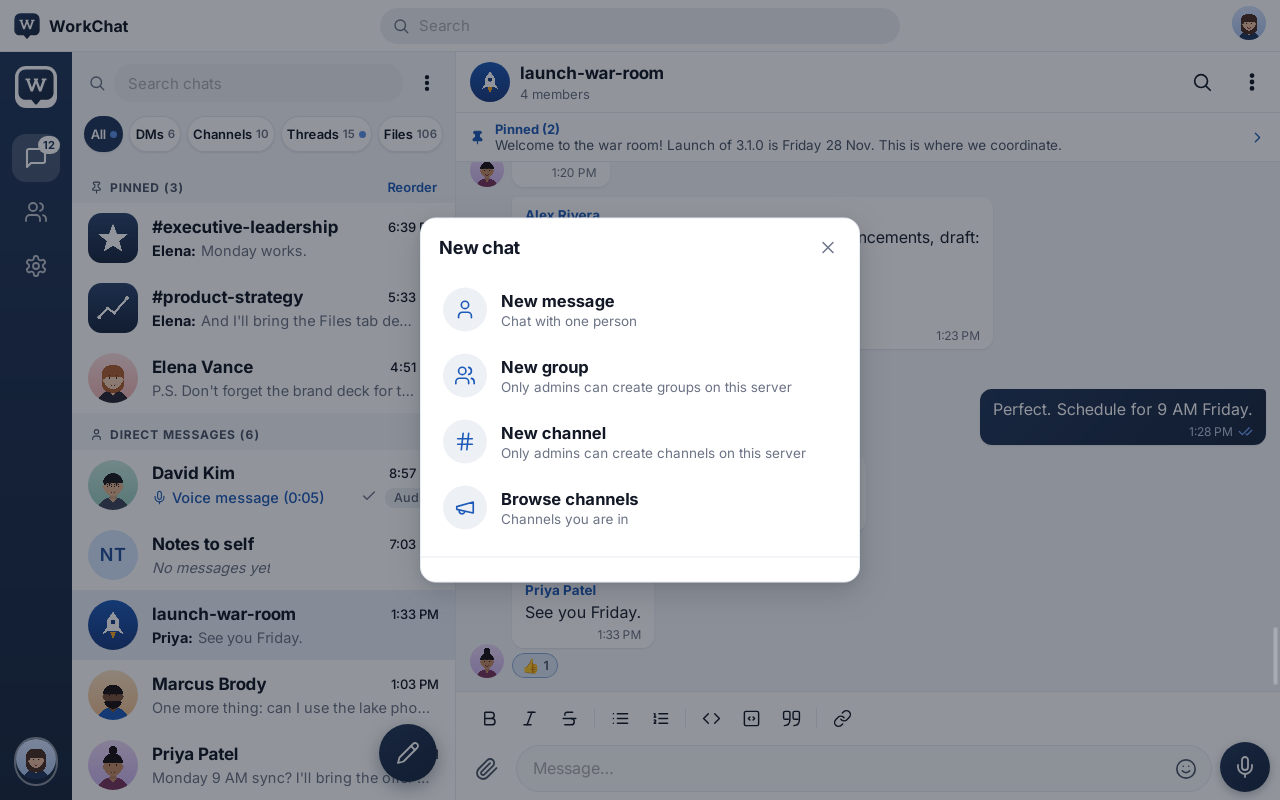 WorkChat
Search
W
12
Search chats
All
DMs 6
Channels 10
Threads 15
Files 106
PINNED (3)
Reorder
#executive-leadership
6:39
Elena: Monday works.
#product-strategy
5:33
Elena: And I'll bring the Files tab de...
Elena Vance
4:51
P.S. Don't forget the brand deck for t...
DIRECT MESSAGES (6)
David Kim
8:57
Voice message (0:05)
NT
Notes to self
7:03
No messages yet
launch-war-room
1:33 PM
Priya: See you Friday.
Marcus Brody
1:03 PM
One more thing: can I use the lake pho...
Priya Patel
Monday 9 AM sync? I'll bring the
launch-war-room
4 members
Pinned (2)
Welcome to the war room! Launch of 3.1.0 is Friday 28 Nov. This is where we coordinate.
1:20 PM
Alex Rivera
draft:
1:23 PM
Perfect. Schedule for 9 AM Friday.
1:28 PM
Priya Patel
See you Friday.
1:33 PM
👍 1
Message...
New chat
New message
Chat with one person
New group
Only admins can create groups on this server
New channel
Only admins can create channels on this server
Browse channels
Channels you are in